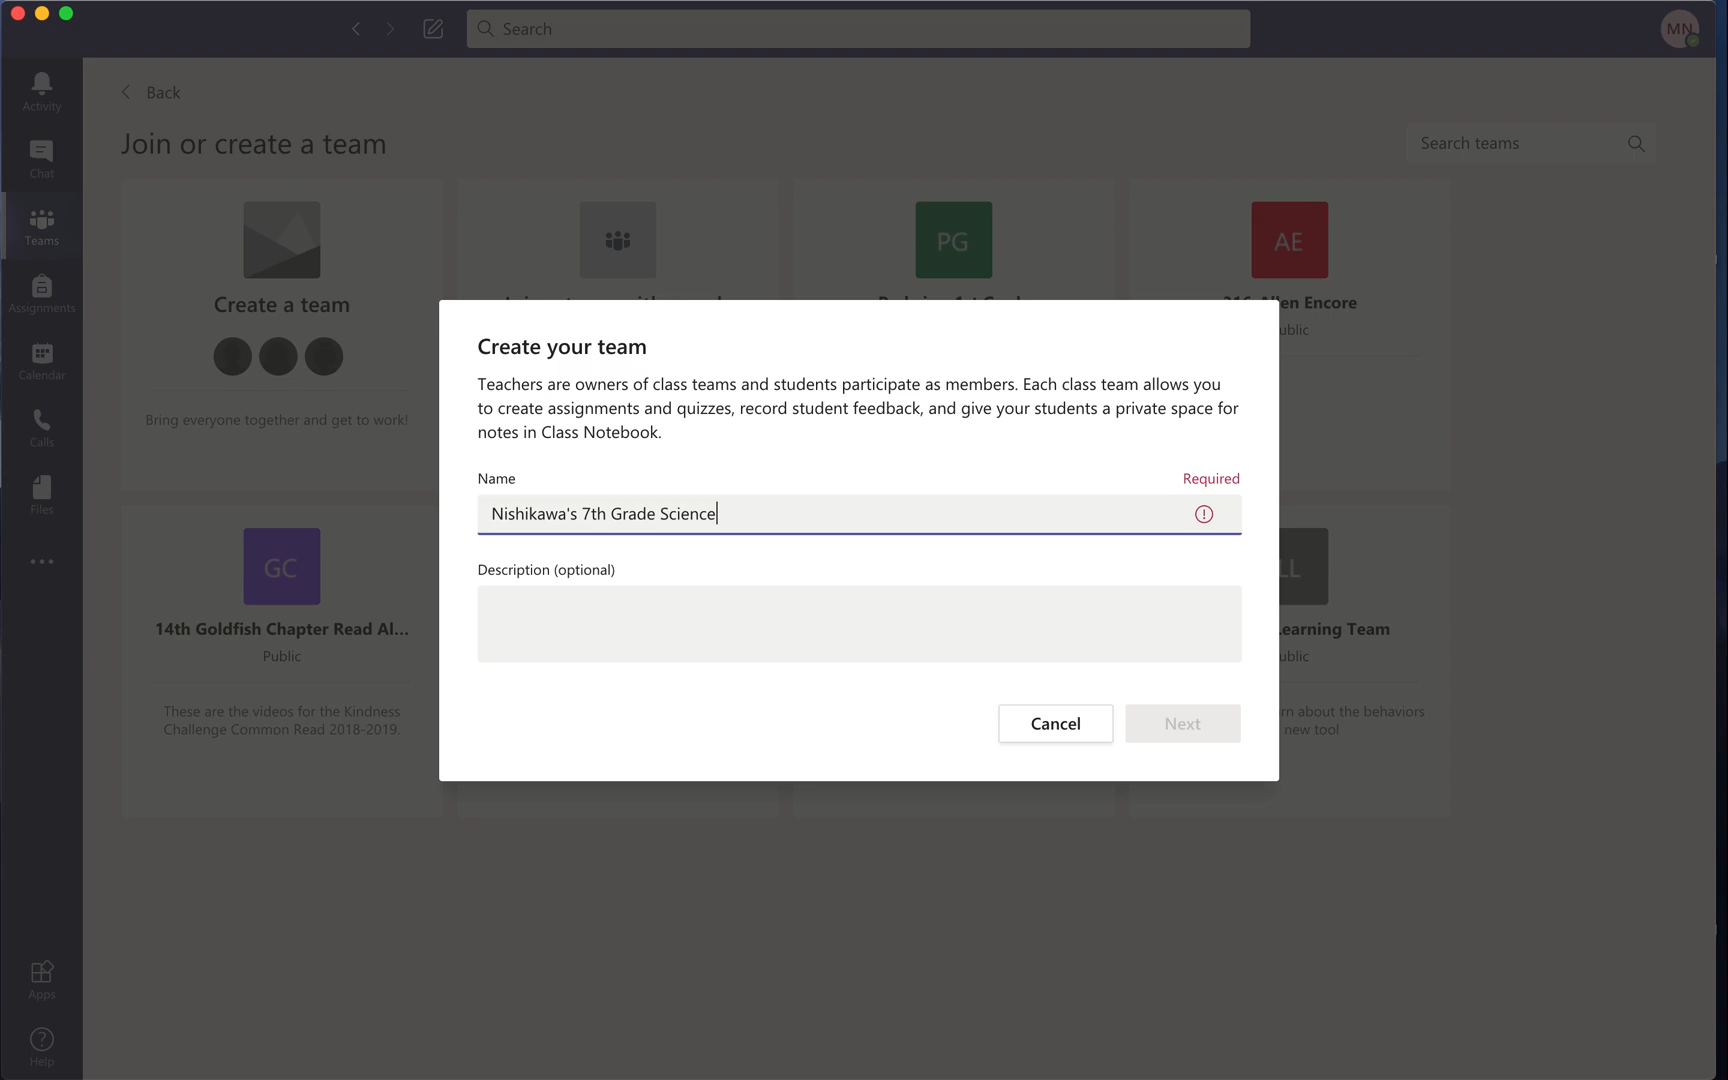 Search
MN
Activity
Chat
Teams
Assignments
Calendar
Calls
Files
Apps
Help
Back
Join or create a team
Search teams
Create a team
Bring everyone together and get to work!
PG
AE
Allen Encore
GC
14th Goldfish Chapter Read Al...
Public
These are the videos for the Kindness
Challenge Common Read 2018-2019.
Create your team
Teachers are owners of class teams and students participate as members. Each class team allows you
to create assignments and quizzes, record student feedback, and give your students a private space for
notes in Class Notebook.
Name
Required
Nishikawa's 7th Grade Science
Description (optional)
Cancel
Next
LL
Learning Team
about the behaviors
new tool